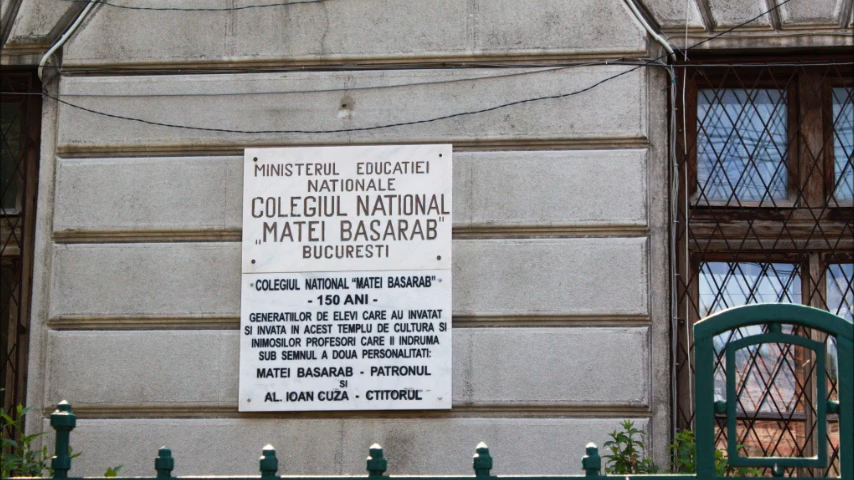 MINISTERUL EDUCATIEI
NATIONALE
COLEGIUL NATIONAL
„MATEI BASARAB"
BUCURESTI
COLEGIUL NATIONAL "MATEI BASARAB"
- 150 ANI -
GENERATIILOR DE ELEVI CARE AU INVATAT
SI INVATA IN ACEST TEMPLU DE CULTURA SI
INIMOSILOR PROFESORI CARE II INDRUMA
SUB SEMNUL A DOUA PERSONALITATI:
MATEI BASARAB - PATRONUL
SI
AL. IOAN CUZA - CTITORUL